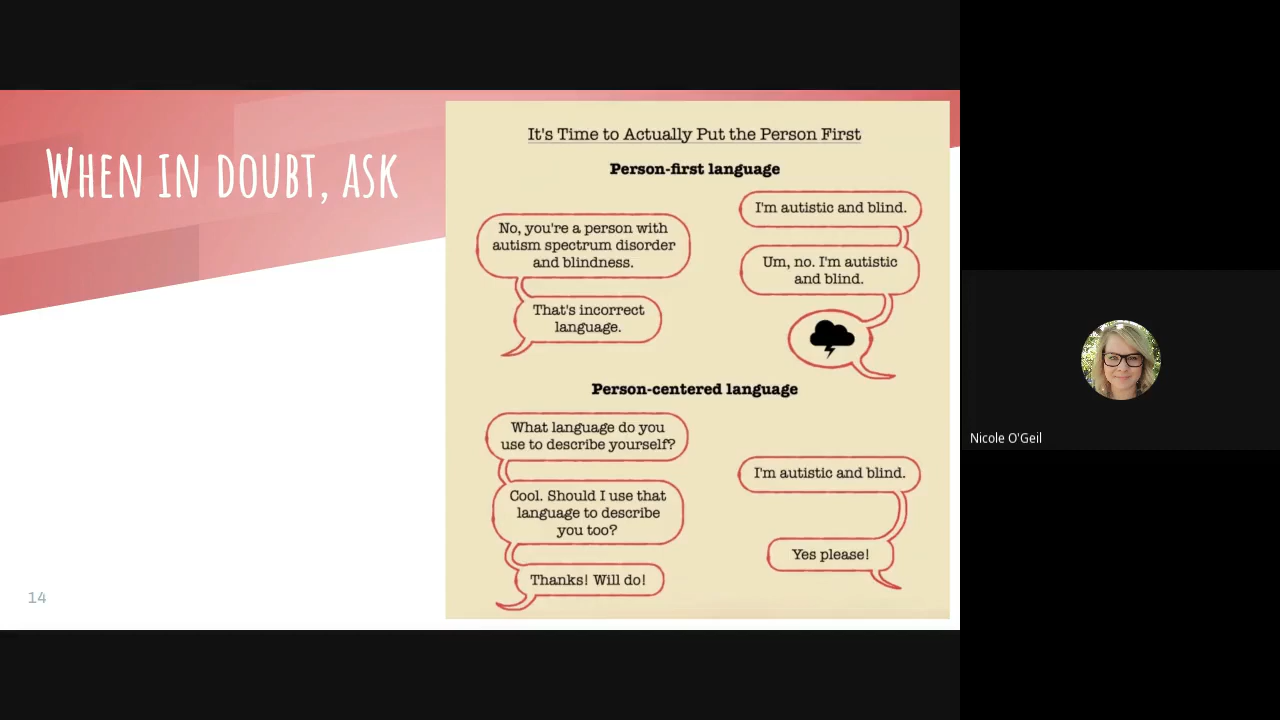 When in doubt, ask
It's Time to Actually Put the Person First
Person-first language
I'm autistic and blind.
No, you're a person with
autism spectrum disorder
and blindness.
Um, no. I'm autistic
and blind.
That's incorrect
language.
Person-centered language
What language do you
use to describe yourself?
I'm autistic and blind.
Cool. Should I use that
language to describe
you too?
Yes please!
Thanks! Will do!
14
Nicole O'Geil